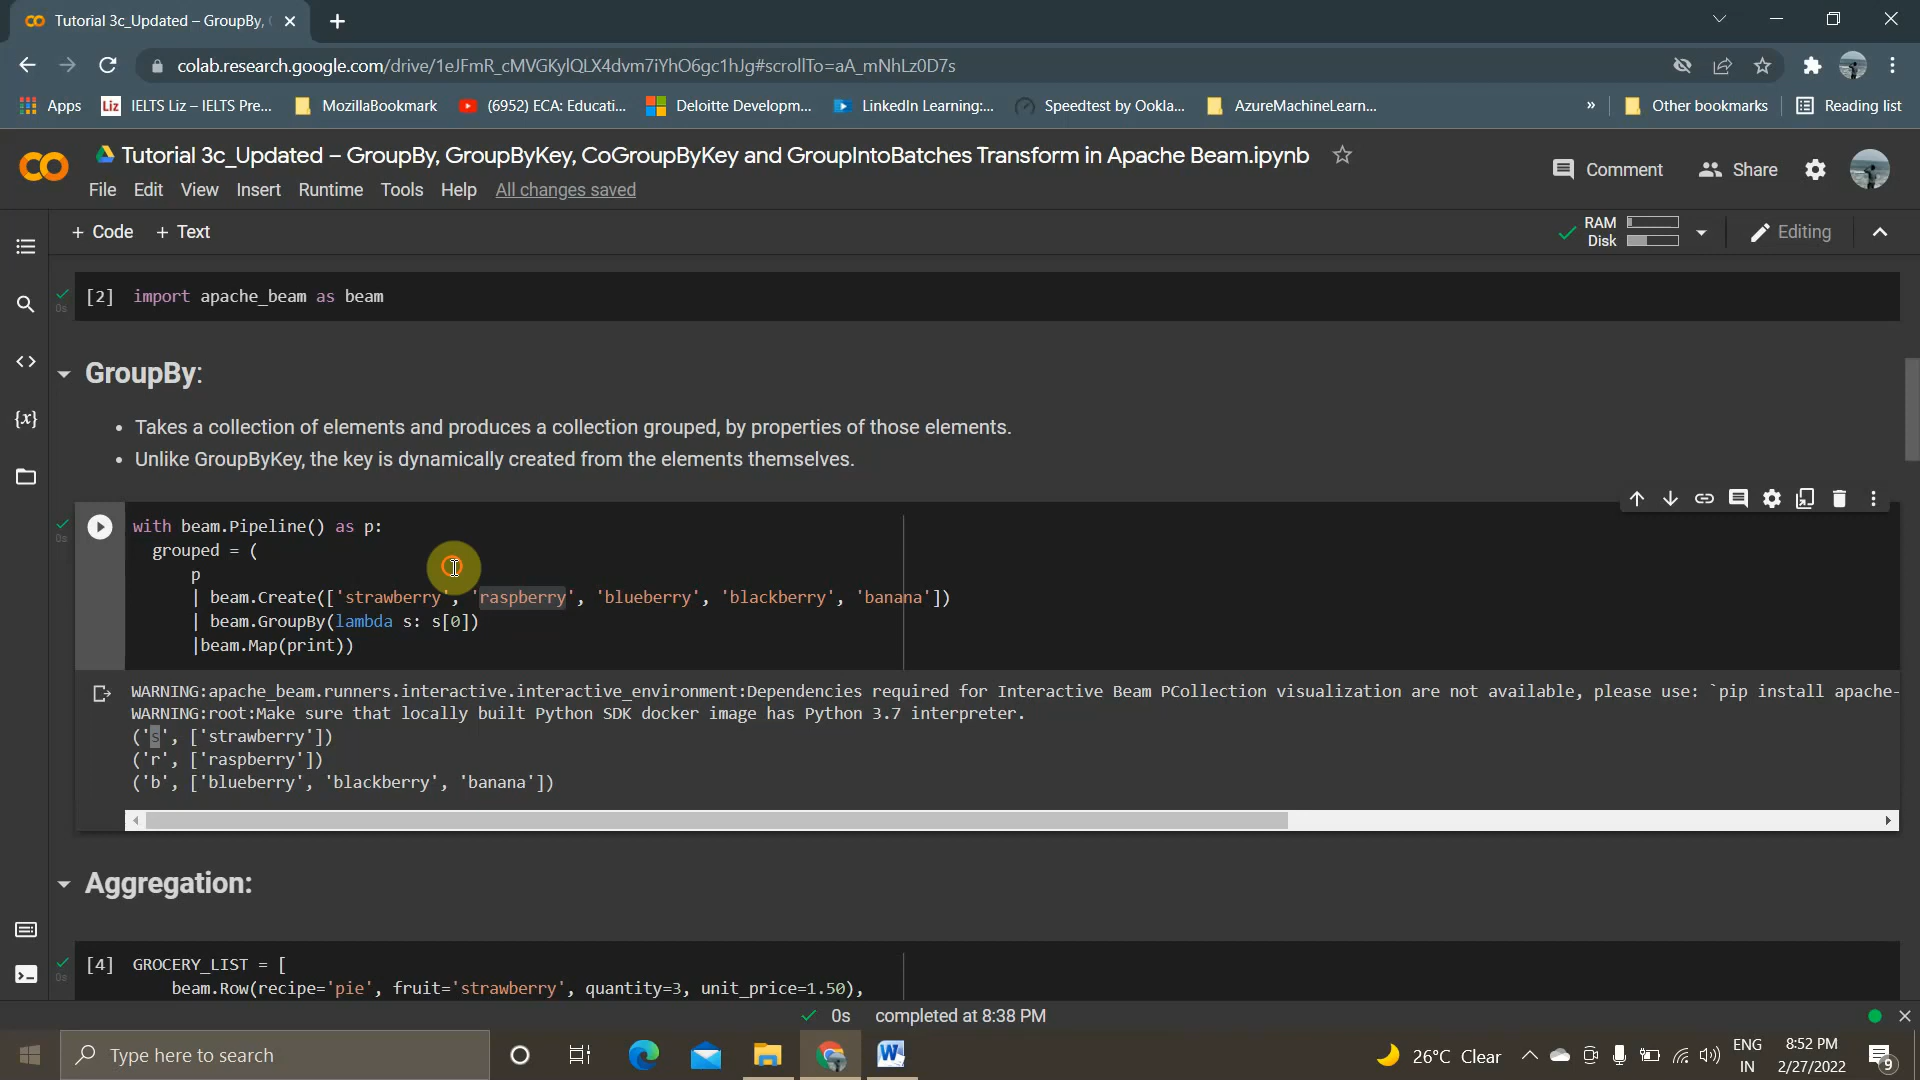 Tutorial 3c_Updated – GroupBy, (
colab.research.google.com/drive/1eJFmR_cMVGKylQLX4dvm7iYhO6gc1hJg#scrollTo=aA_mNhLz0D7s
Apps
Liz
IELTS Liz – IELTS Pre...
MozillaBookmark
(6952) ECA: Educati...
Deloitte Developm...
LinkedIn Learning:...
Speedtest by Ookla...
AzureMachineLearn...
»
Other bookmarks
Reading list
Tutorial 3c_Updated – GroupBy, GroupByKey, CoGroupByKey and GroupIntoBatches Transform in Apache Beam.ipynb
Comment
Share
File Edit View Insert Runtime Tools Help All changes saved
+ Code + Text
RAM
Disk
Editing
[2] import apache_beam as beam
0s
GroupBy:
• Takes a collection of elements and produces a collection grouped, by properties of those elements.
• Unlike GroupByKey, the key is dynamically created from the elements themselves.
{x}
with beam.Pipeline() as p:
0s
grouped = (
p
| beam.Create(['strawberry', 'raspberry', 'blueberry', 'blackberry', 'banana'])
| beam.GroupBy(lambda s: s[0])
|beam.Map(print))
WARNING:apache_beam.runners.interactive.interactive_environment:Dependencies required for Interactive Beam PCollection visualization are not available, please use: `pip install apache-
WARNING:root:Make sure that locally built Python SDK docker image has Python 3.7 interpreter.
('s', ['strawberry'])
('r', ['raspberry'])
('b', ['blueberry', 'blackberry', 'banana'])
Aggregation:
[4] GROCERY_LIST = [
0s
beam.Row(recipe='pie', fruit='strawberry', quantity=3, unit_price=1.50),
0s completed at 8:38 PM
Type here to search
26°C Clear
ENG
IN
8:52 PM
2/27/2022
9